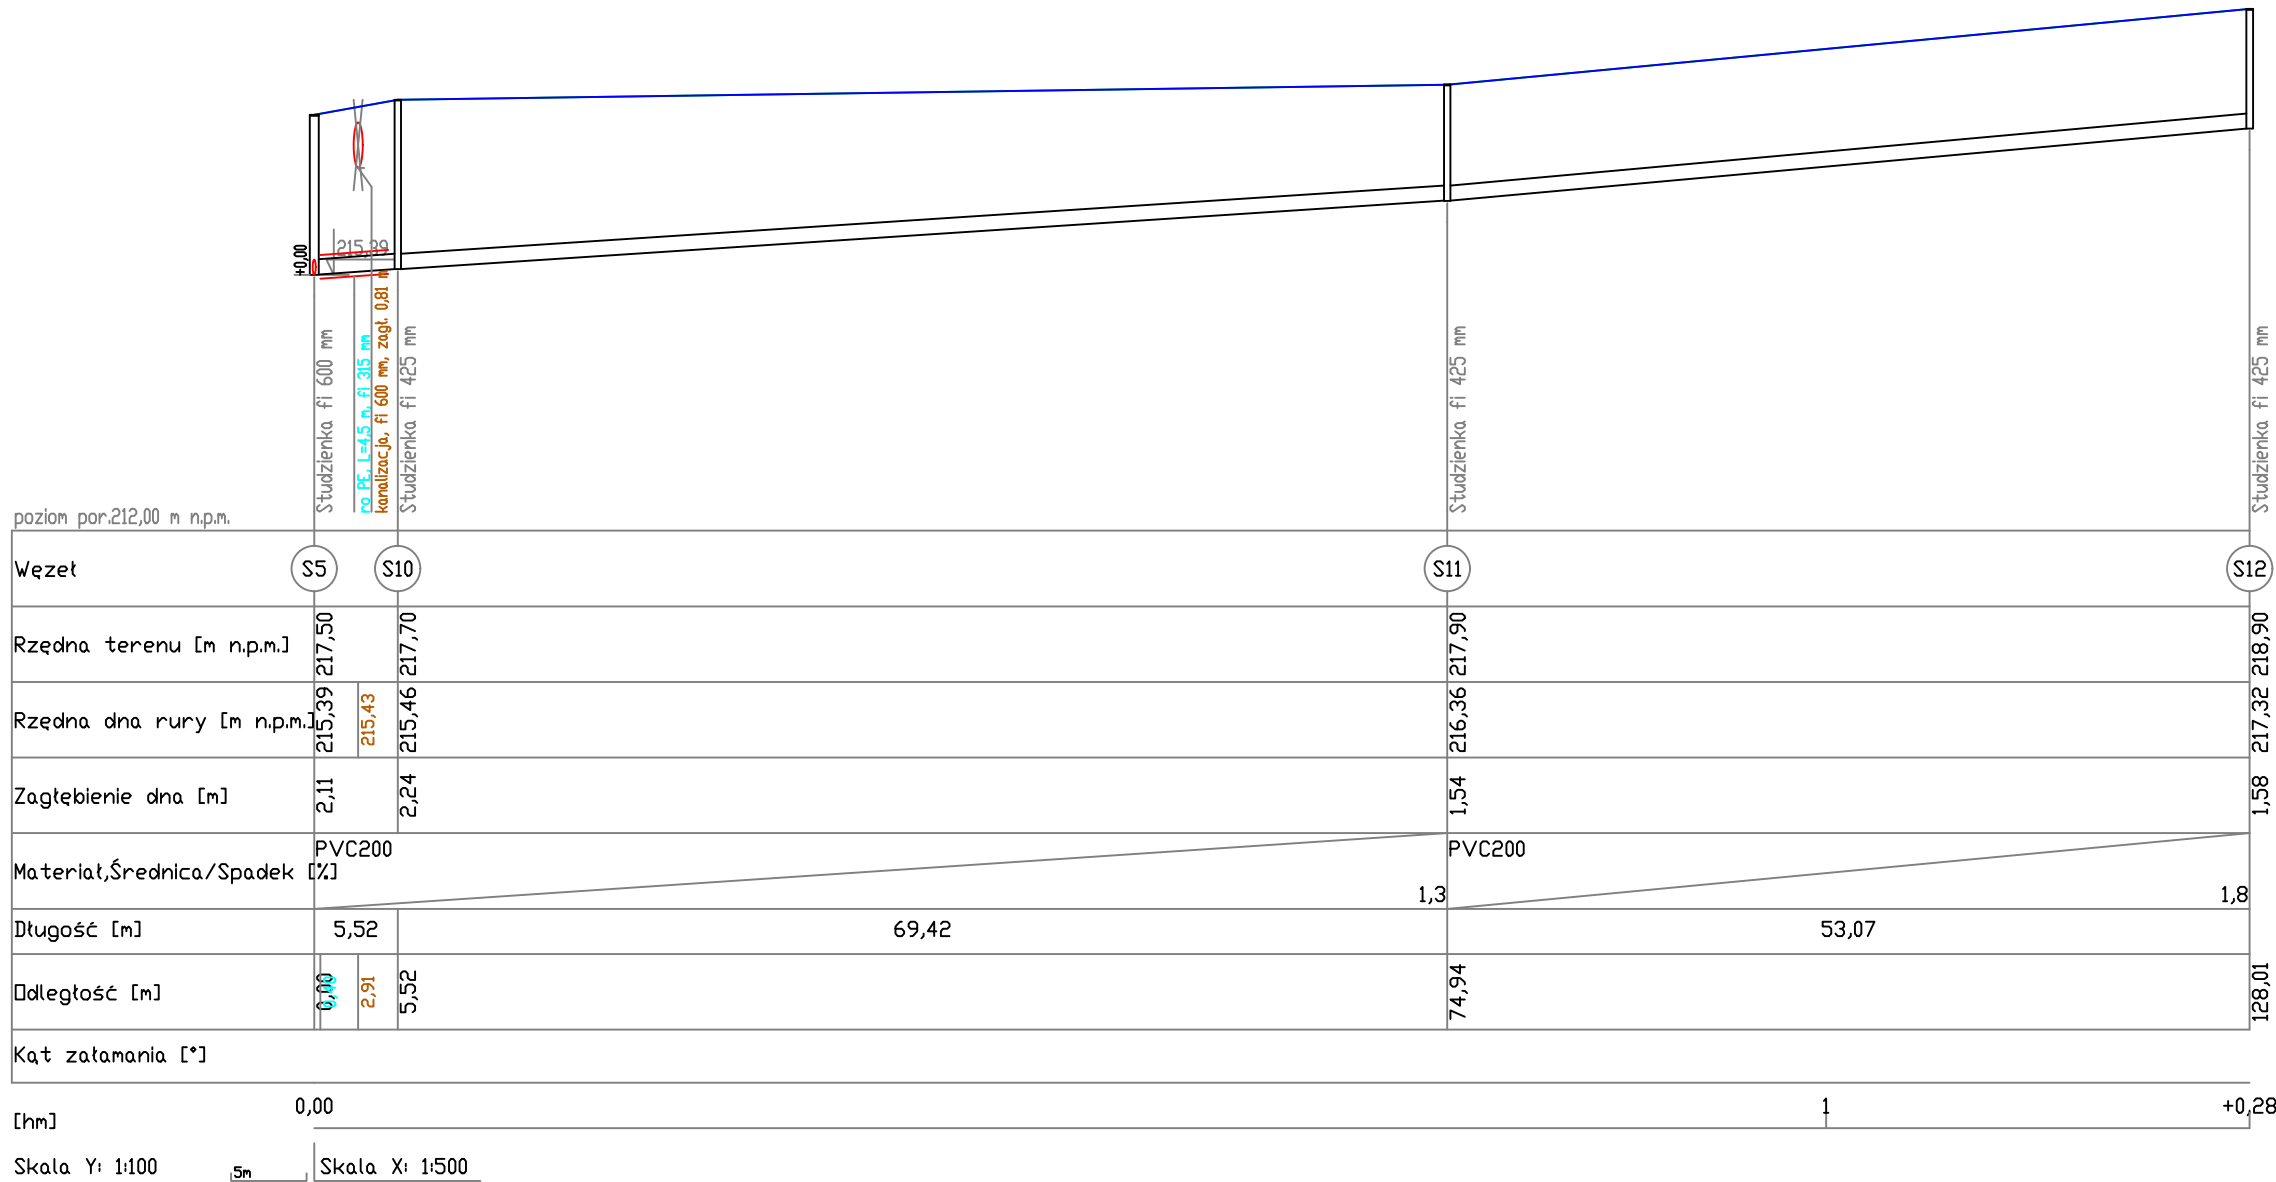 +0,00
215,39
Studzienka fi 600 mm
ro PE, L=4,5 m, fi 315 mm
kanalizacja, fi 600 mm, zagł. 0,81 m
Studzienka fi 425 mm
Studzienka fi 425 mm
Studzienka fi 425 mm
poziom por.212,00 m n.p.m.
Węzeł S5 S10 S11 S12
Rzędna terenu [m n.p.m.] 217,50 217,70 217,90 218,90
Rzędna dna rury [m n.p.m.] 215,39 215,43 215,46 216,36 217,32
Zagłębienie dna [m] 2,11 2,24 1,54 1,58
PVC200 PVC200
Materiał,Średnica/Spadek [%]
1,3 1,8
Długość [m] 5,52 69,42 53,07
Odległość [m] 0,00 2,91 5,52 74,94 128,01
Kąt załamania [°]
0,00 1 +0,28
[hm]
Skala Y: 1:100 5m Skala X: 1:500